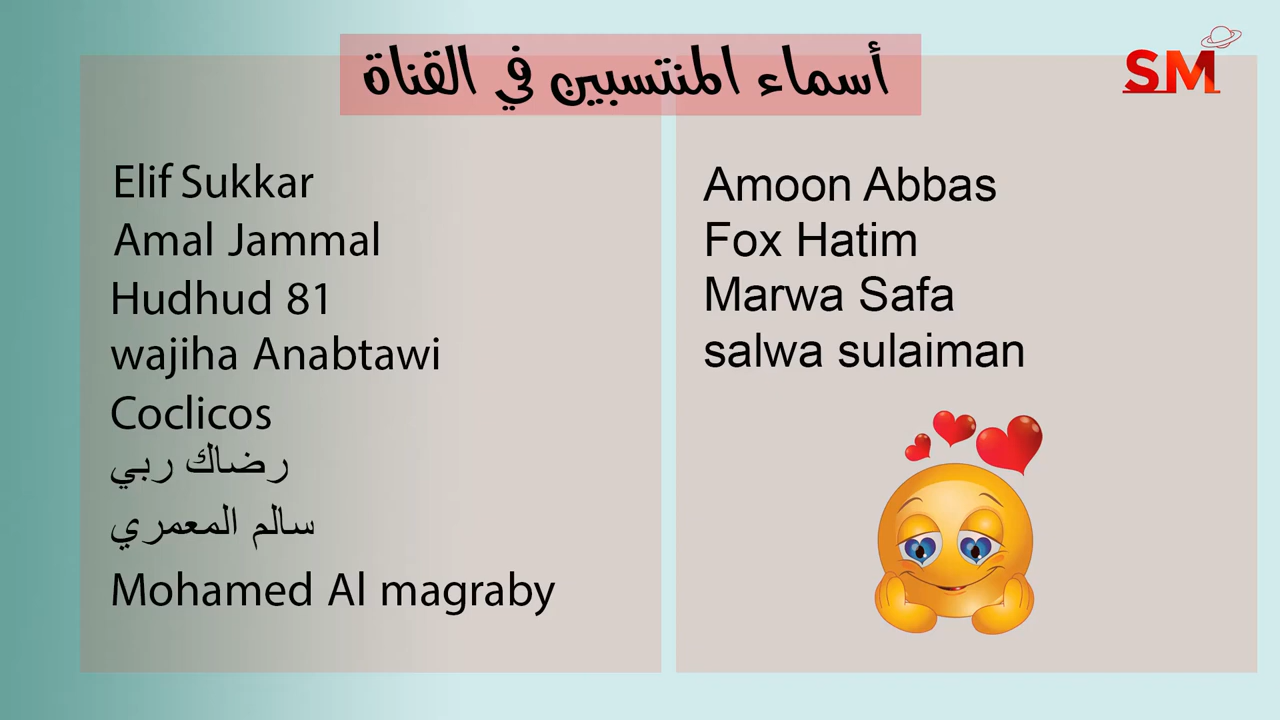 أسماء المنتسبين في القناة
SM
Elif Sukkar
Amal Jammal
Hudhud 81
wajiha Anabtawi
Coclicos
رضاك ربي
سالم المعمري
Mohamed Al magraby
Amoon Abbas
Fox Hatim
Marwa Safa
salwa sulaiman